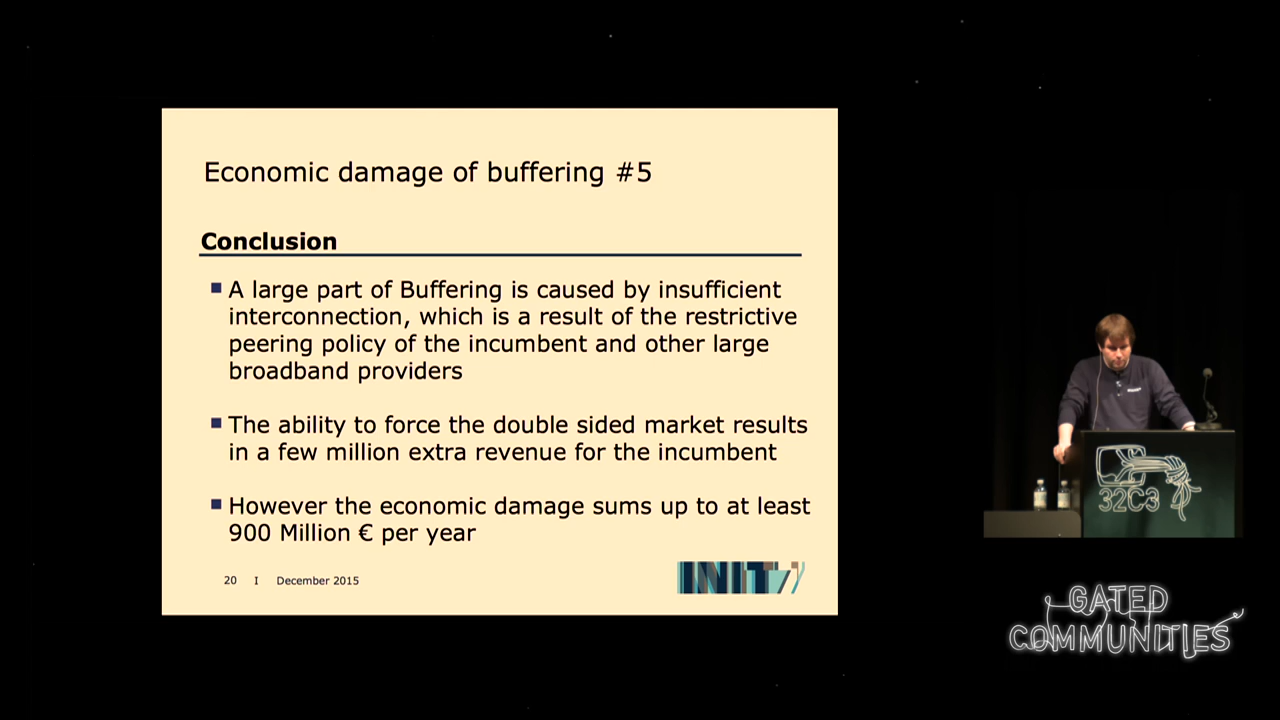 Economic damage of buffering #5
Conclusion
A large part of Buffering is caused by insufficient
interconnection, which is a result of the restrictive
peering policy of the incumbent and other large
broadband providers
The ability to force the double sided market results
in a few million extra revenue for the incumbent
However the economic damage sums up to at least
900 Million € per year
20 I December 2015
INIT7
32C3
GATED
COMMUNITIES